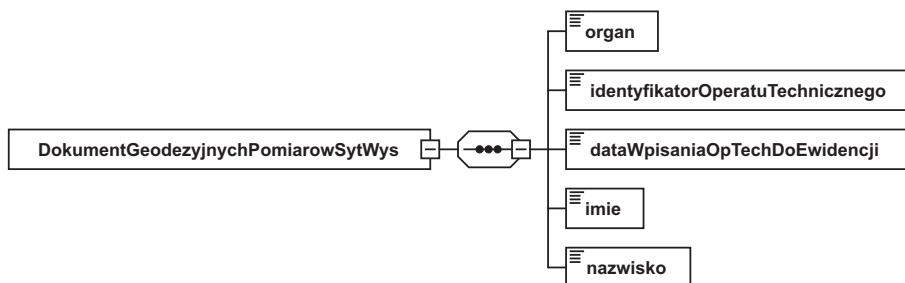 organ
identyfikatorOperatuTechnicznego
DokumentGeodezyjnychPomiarowSytWys
dataWpisaniaOpTechDoEwidencji
imie
nazwisko